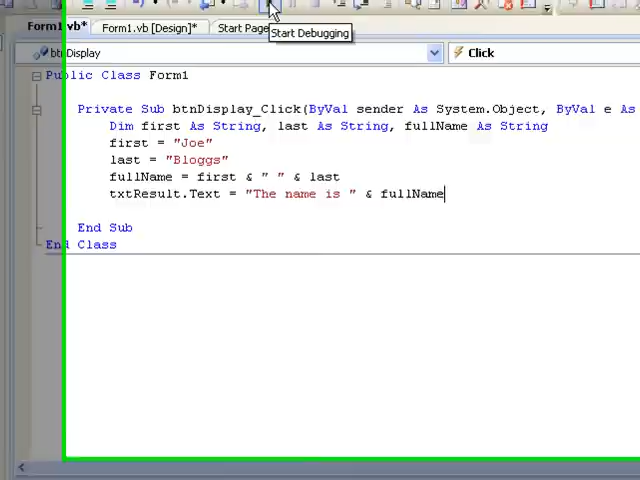 Form1.vb* Form1.vb [Design]* Start Page
Start Debugging
btnDisplay Click
Public Class Form1
Private Sub btnDisplay_Click(ByVal sender As System.Object, ByVal e As
Dim first As String, last As String, fullName As String
first = "Joe"
last = "Bloggs"
fullName = first & " " & last
txtResult.Text = "The name is " & fullName
End Sub
End Class